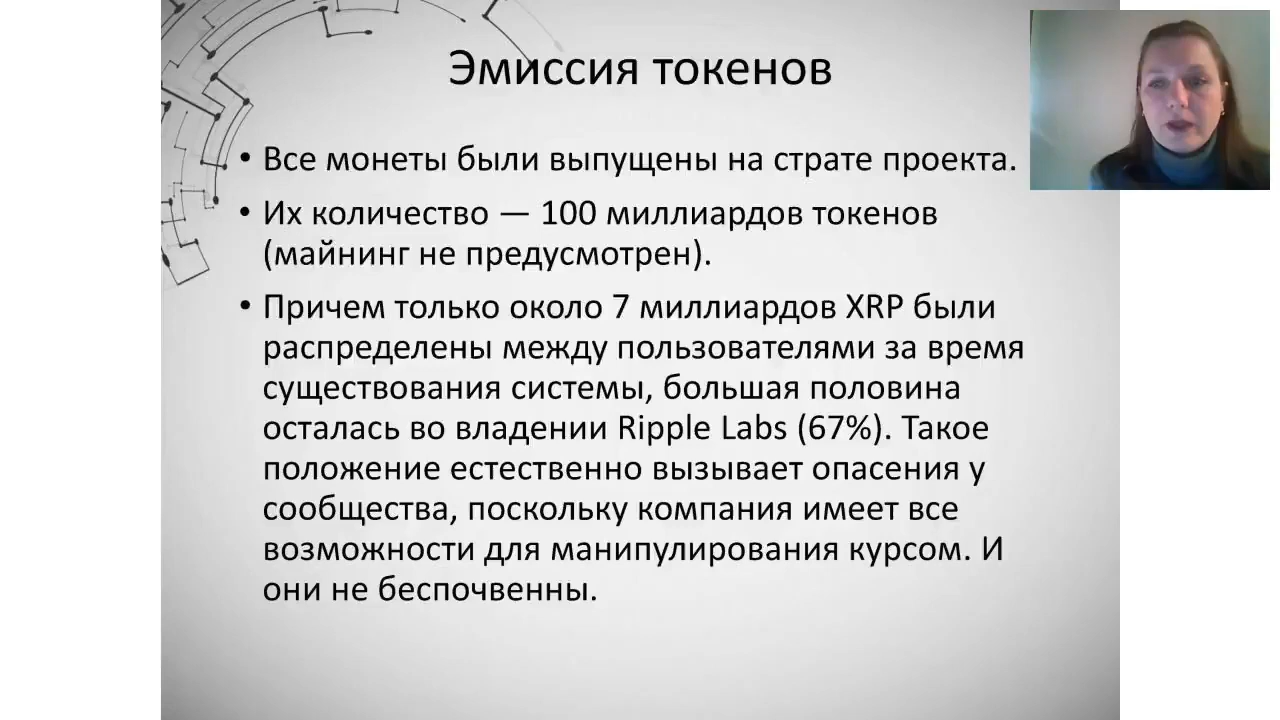 Эмиссия токенов
• Все монеты были выпущены на страте проекта.
• Их количество — 100 миллиардов токенов
(майнинг не предусмотрен).
• Причем только около 7 миллиардов XRP были
распределены между пользователями за время
существования системы, большая половина
осталась во владении Ripple Labs (67%). Такое
положение естественно вызывает опасения у
сообщества, поскольку компания имеет все
возможности для манипулирования курсом. И
они не беспочвенны.